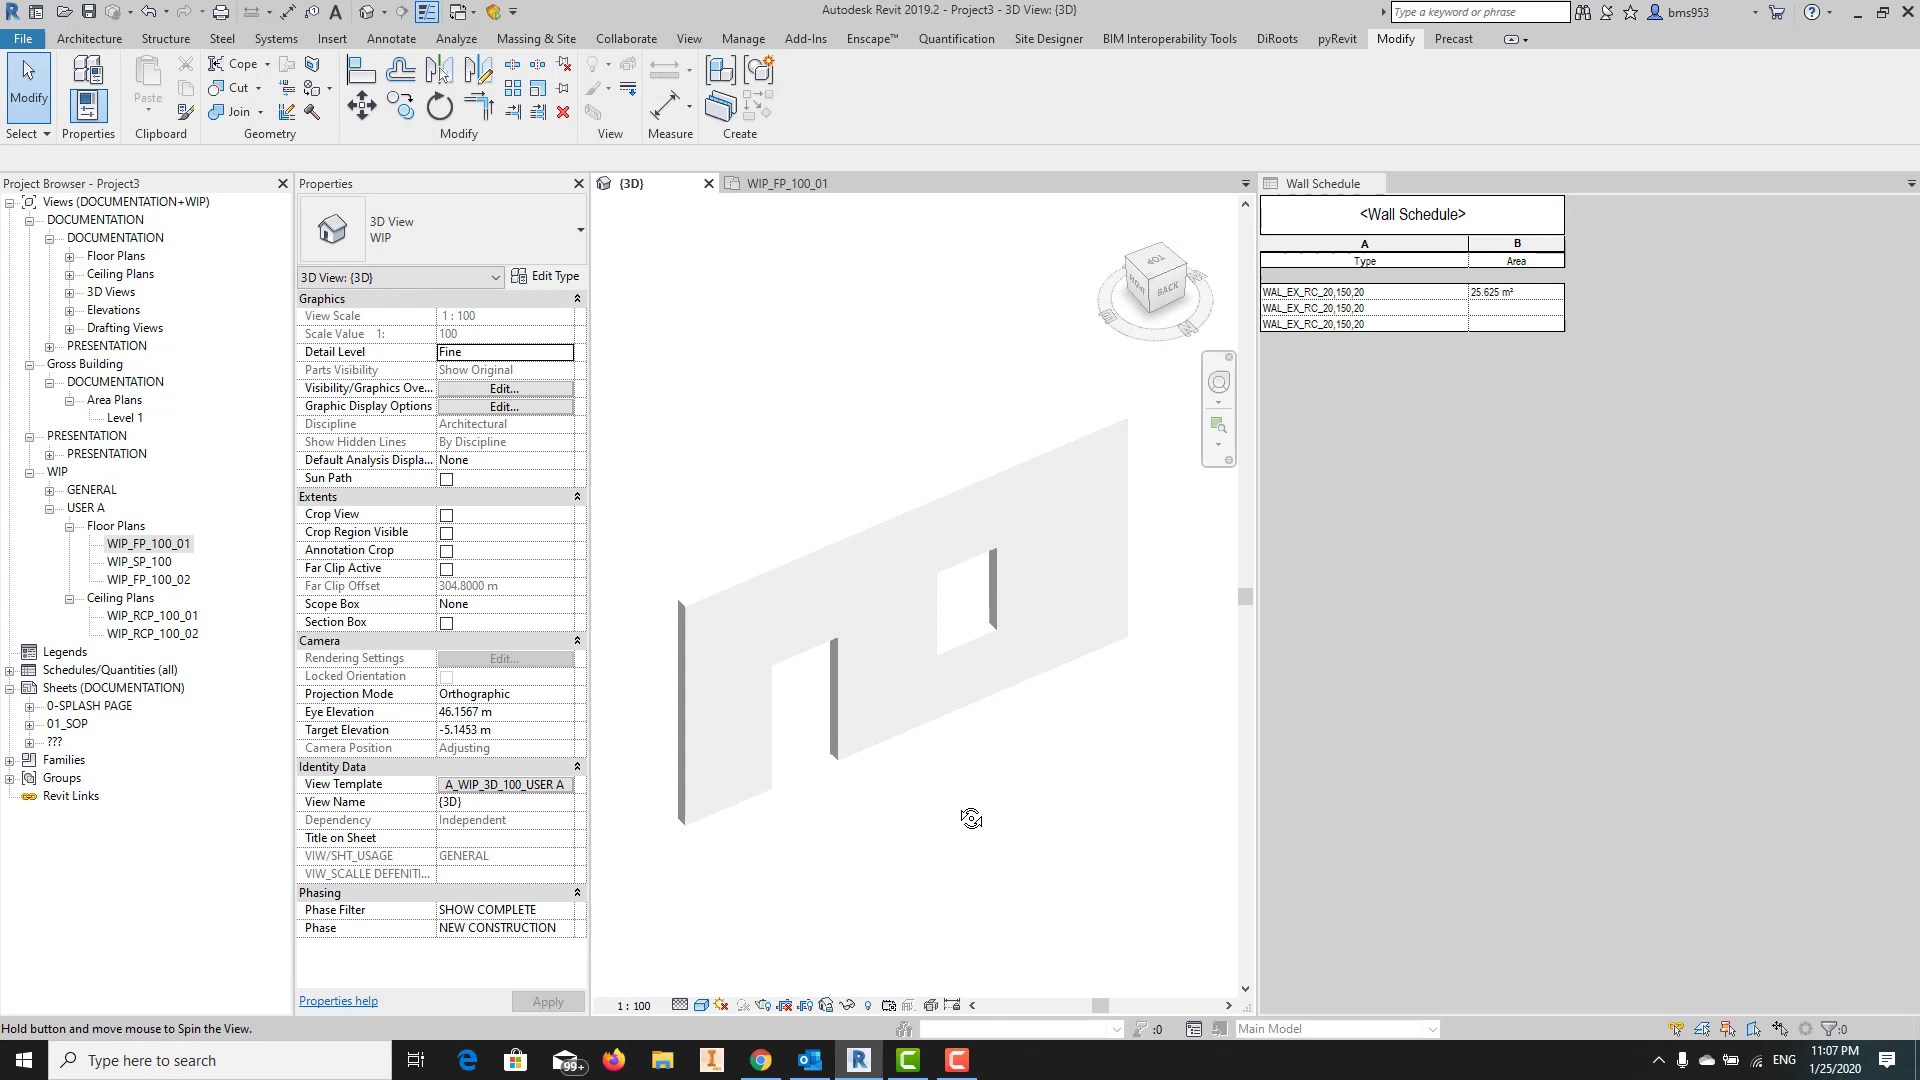 Autodesk Revit 2019.2 - Project3 - 3D View: {3D}
Type a keyword or phrase
bms953
File Architecture Structure Steel Systems Insert Annotate Analyze Massing & Site Collaborate View Manage Add-Ins Enscape™ Quantification Site Designer BIM Interoperability Tools DiRoots pyRevit Modify Precast
Modify
Paste
Cope
Cut
Join
Select Properties Clipboard Geometry Modify View Measure Create
Project Browser - Project3
Views (DOCUMENTATION+WIP)
DOCUMENTATION
DOCUMENTATION
Floor Plans
Ceiling Plans
3D Views
Elevations
Drafting Views
PRESENTATION
Gross Building
DOCUMENTATION
Area Plans
Level 1
PRESENTATION
PRESENTATION
WIP
GENERAL
USER A
Floor Plans
WIP_FP_100_01
WIP_SP_100
WIP_FP_100_02
Ceiling Plans
WIP_RCP_100_01
WIP_RCP_100_02
Legends
Schedules/Quantities (all)
Sheets (DOCUMENTATION)
0-SPLASH PAGE
01_SOP
???
Families
Groups
Revit Links
Properties
3D View
WIP
3D View: {3D} Edit Type
Graphics
View Scale 1 : 100
Scale Value 1: 100
Detail Level Fine
Parts Visibility Show Original
Visibility/Graphics Ove... Edit...
Graphic Display Options Edit...
Discipline Architectural
Show Hidden Lines By Discipline
Default Analysis Displa... None
Sun Path
Extents
Crop View
Crop Region Visible
Annotation Crop
Far Clip Active
Far Clip Offset 304.8000 m
Scope Box None
Section Box
Camera
Rendering Settings Edit...
Locked Orientation
Projection Mode Orthographic
Eye Elevation 46.1567 m
Target Elevation -5.1453 m
Camera Position Adjusting
Identity Data
View Template A_WIP_3D_100_USER A
View Name {3D}
Dependency Independent
Title on Sheet
VIW/SHT_USAGE GENERAL
VIW_SCALLE DEFENITI...
Phasing
Phase Filter SHOW COMPLETE
Phase NEW CONSTRUCTION
Properties help Apply
{3D} WIP_FP_100_01
TOP
BACK
1 : 100
Wall Schedule
<Wall Schedule>
A B
Type Area
WAL_EX_RC_20,150,20 25.625 m²
WAL_EX_RC_20,150,20
WAL_EX_RC_20,150,20
Hold button and move mouse to Spin the View.
:0
Main Model
:0
Type here to search
99+
ENG
11:07 PM
1/25/2020